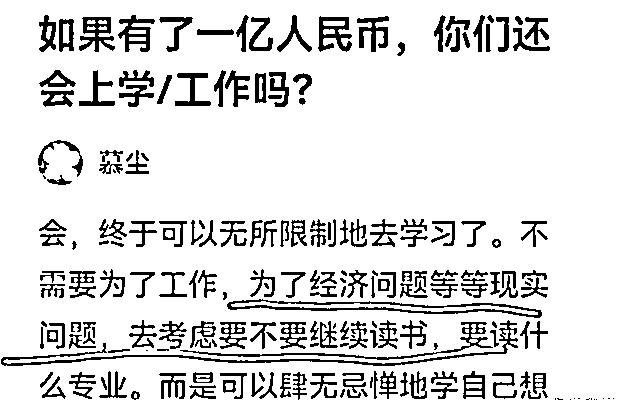 如果有了一亿人民币，你们还
会上学/工作吗？
慕尘
会，终于可以无所限制地去学习了。不
需要为了工作，为了经济问题等等现实
问题，去考虑要不要继续读书，要读什
么专业。而是可以肆无忌惮地学自己想